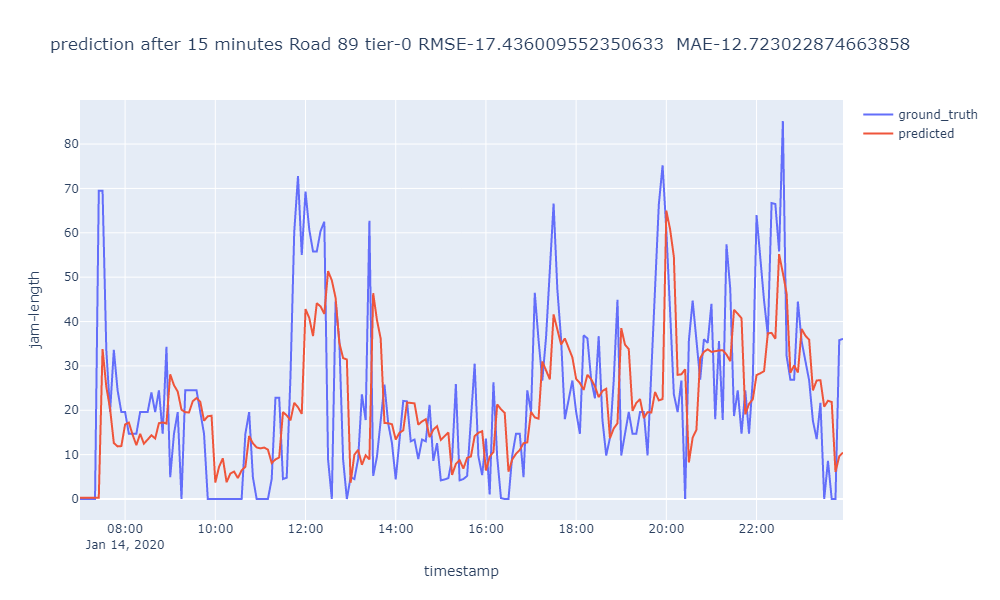 prediction after 15 minutes Road 89 tier-0 RMSE-17.436009552350633  MAE-12.723022874663858
ground_truth
predicted
jam-length
80
70
60
50
40
30
20
10
0
08:00 10:00 12:00 14:00 16:00 18:00 20:00 22:00
Jan 14, 2020
timestamp